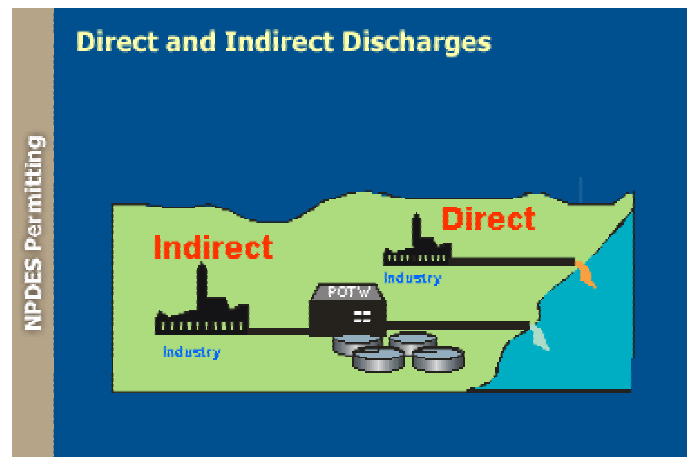 Direct and Indirect Discharges
NPDES Permitting
Direct
Indirect
Industry
POTW
Industry